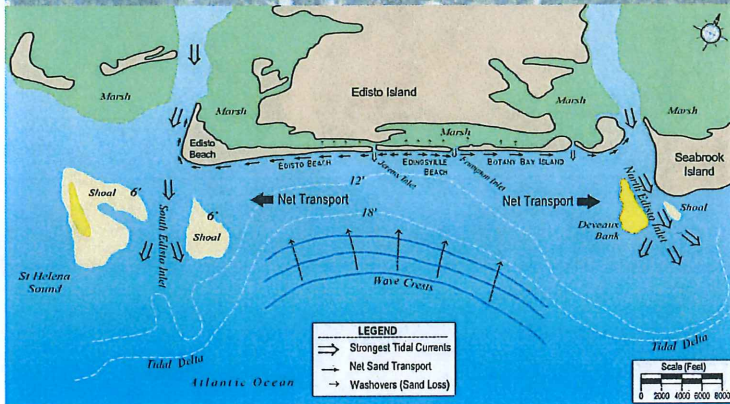 Marsh
Marsh
Edisto Island
Marsh
Marsh
Marsh
Edisto
Beach
EDISTO BEACH
Jeremy Inlet
EDINGSVILLE
BEACH
Frampton Inlet
BOTANY BAY ISLAND
Seabrook
Island
Shoal
6'
South Edisto Inlet
6'
Shoal
12'
Net Transport
18'
Net Transport
North Edisto Inlet
Shoal
Deveaux
Bank
St Helena
Sound
Wave Crests
Tidal Delta
Tidal Delta
Atlantic Ocean
LEGEND
Strongest Tidal Currents
Net Sand Transport
Washovers (Sand Loss)
Scale (Feet)
0 2000 4000 6000 8000